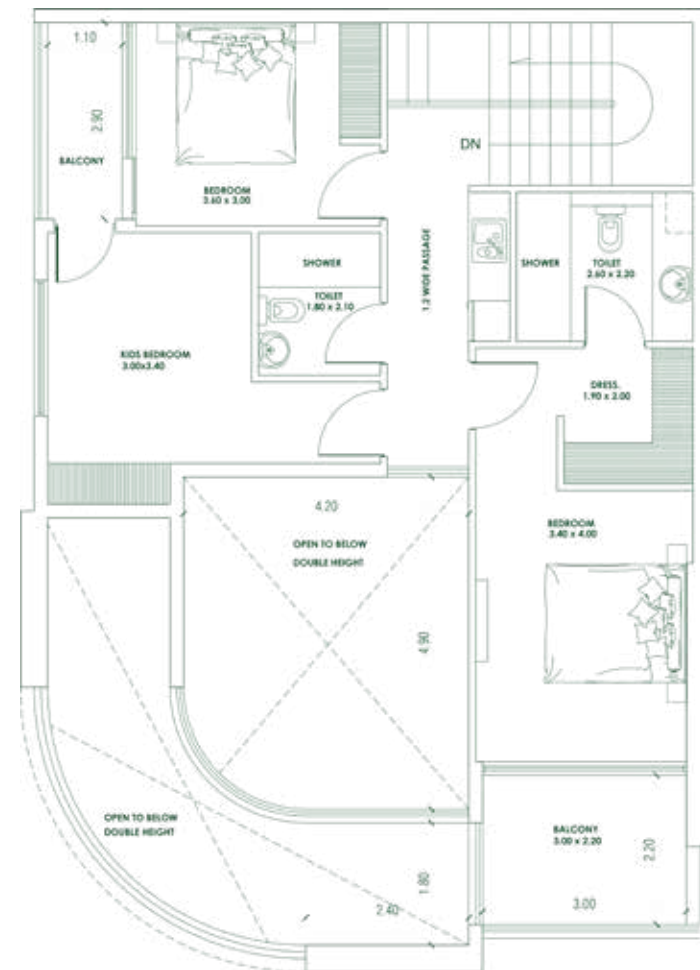 1.10
2.90
BALCONY
BEDROOM
3.60 x 3.00
DN
SHOWER
TOILET
1.80 x 2.10
1.2 WIDE PASSAGE
SHOWER
TOILET
2.60 x 2.20
KIDS BEDROOM
3.00x3.40
DRESS.
1.90 x 2.00
4.20
OPEN TO BELOW
DOUBLE HEIGHT
BEDROOM
3.40 x 4.00
4.90
OPEN TO BELOW
DOUBLE HEIGHT
BALCONY
3.00 x 2.20
2.20
1.80
2.40
3.00